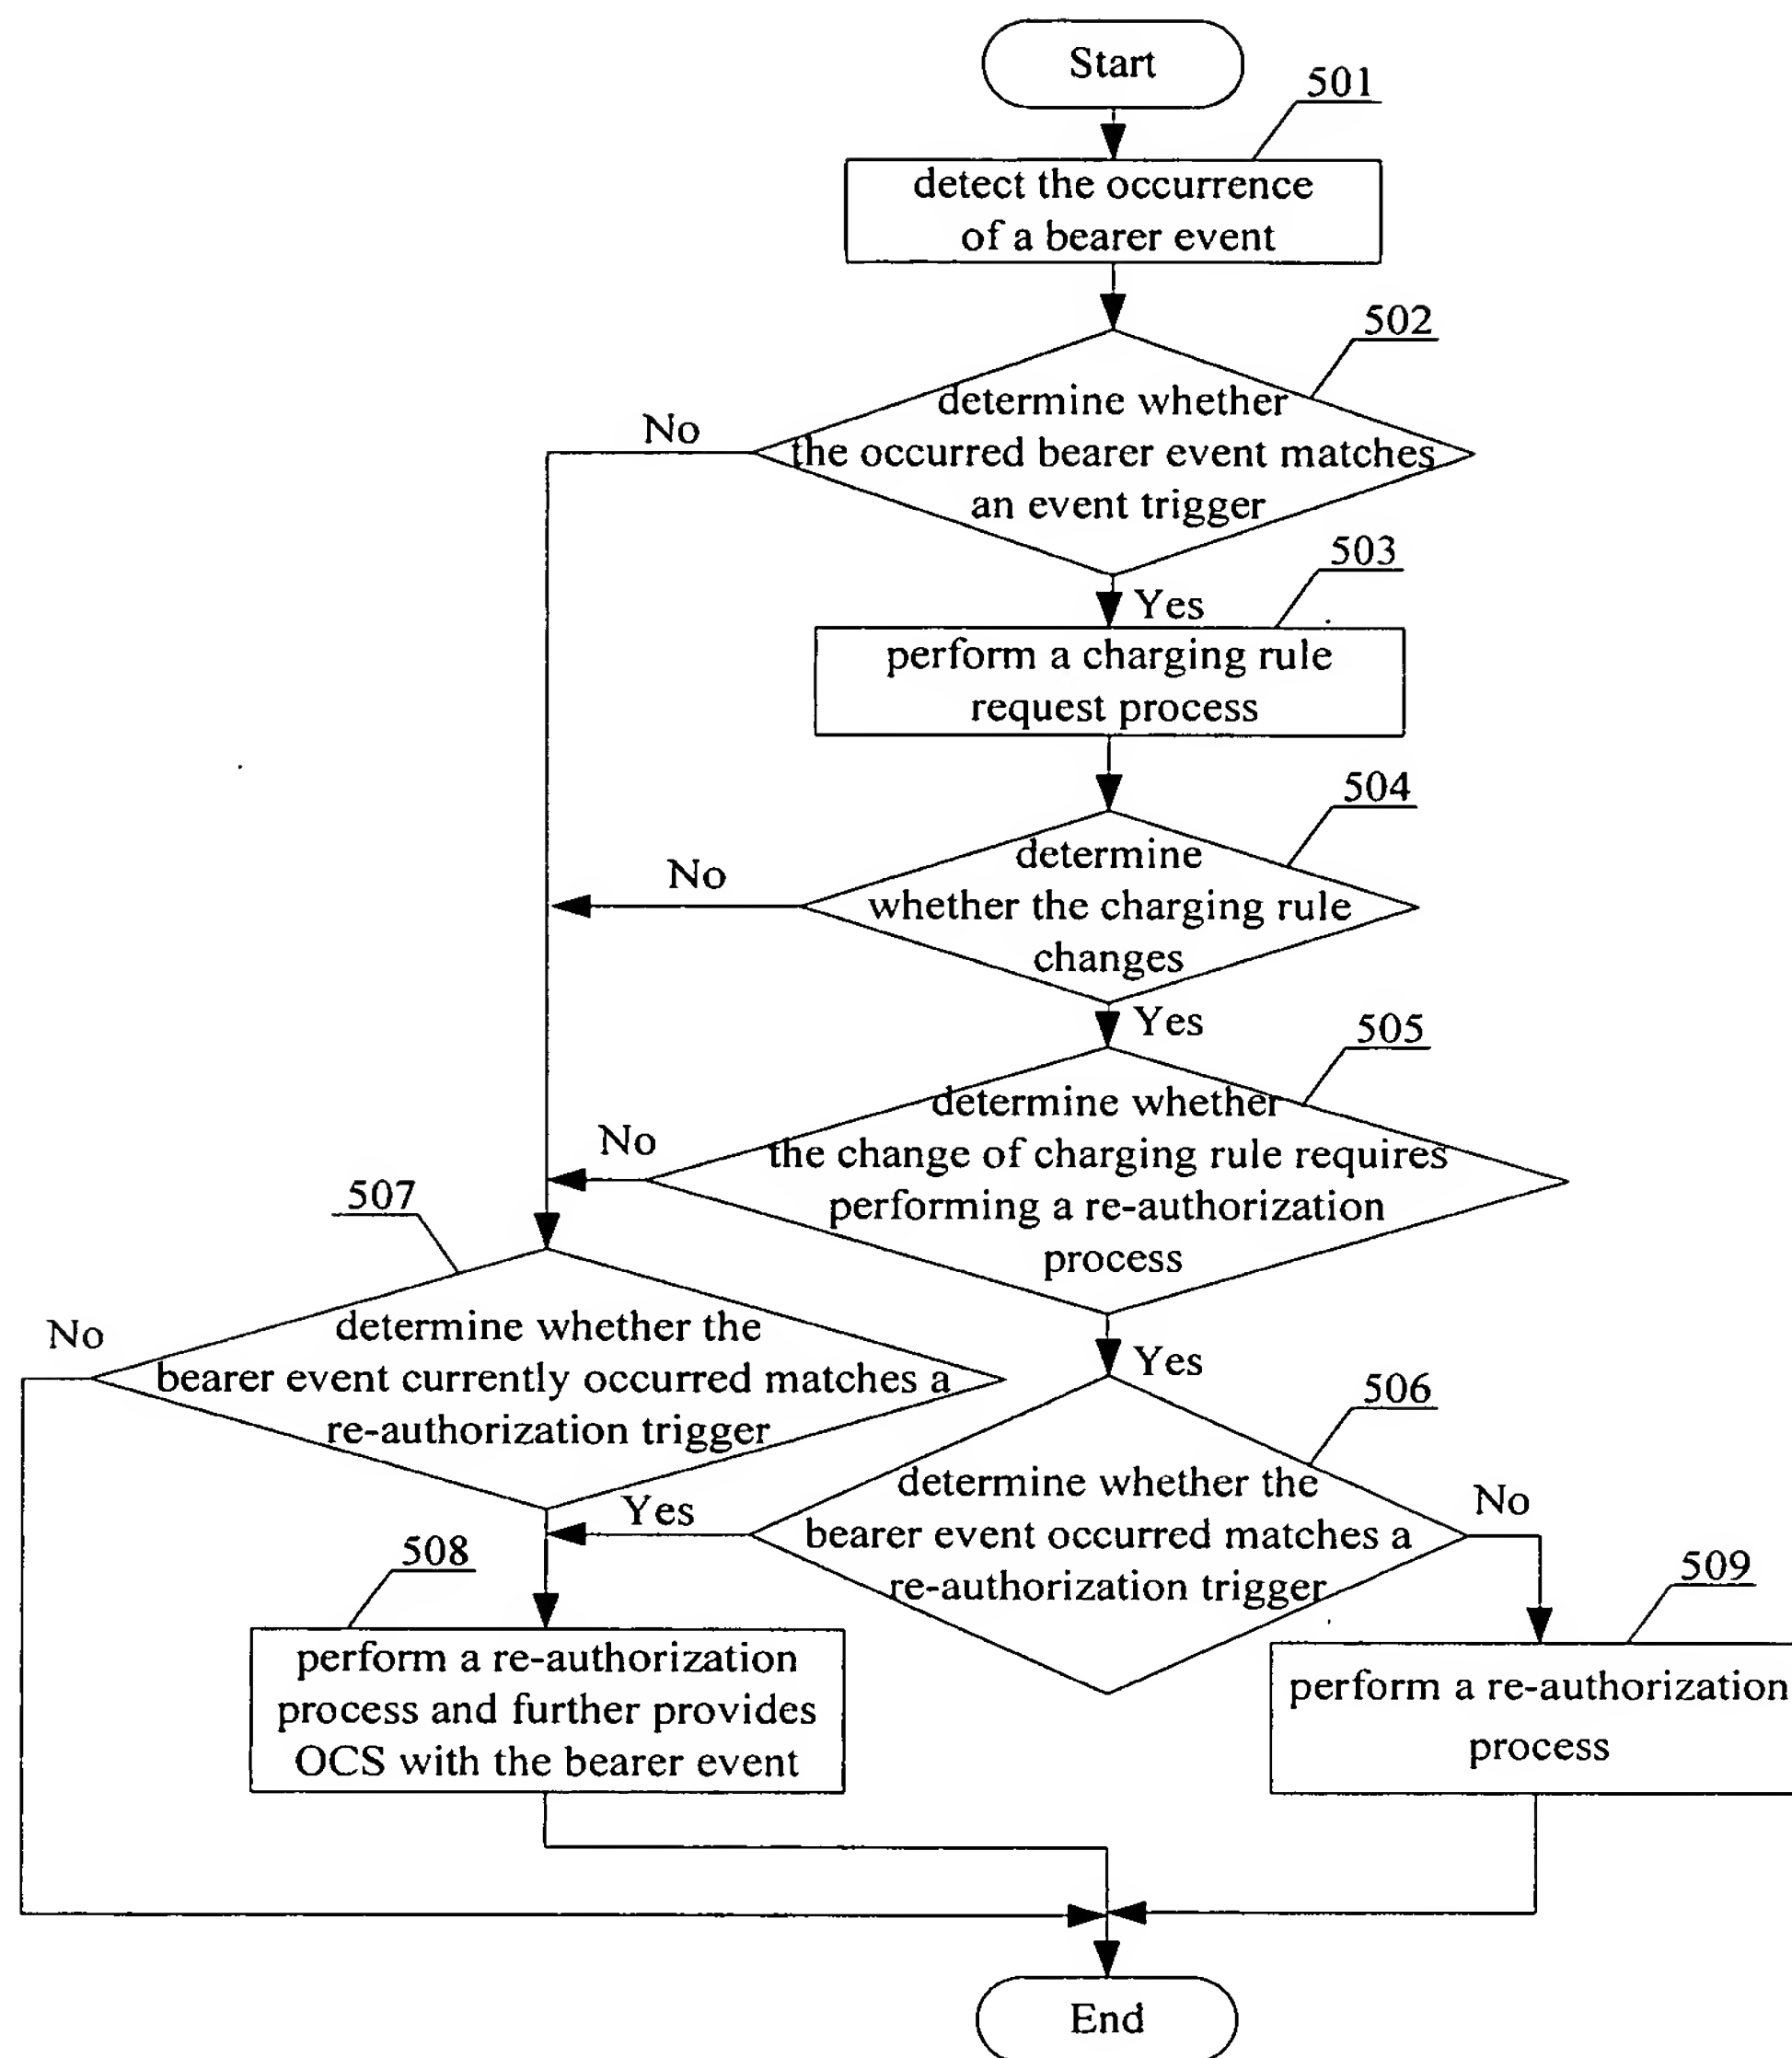 Start
501
detect the occurrence
of a bearer event
502
determine whether
the occurred bearer event matches
an event trigger
No
503
Yes
perform a charging rule
request process
504
determine
whether the charging rule
changes
No
Yes
505
determine whether
the change of charging rule requires
performing a re-authorization
process
No
507
determine whether the
bearer event currently occurred matches a
re-authorization trigger
No
Yes
506
determine whether the
bearer event occurred matches a
re-authorization trigger
Yes
No
508
perform a re-authorization
process and further provides
OCS with the bearer event
509
perform a re-authorization
process
End